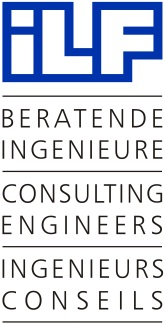 iLF
BERATENDE
INGENIEURE
CONSULTING
ENGINEERS
INGENIEURS
CONSEILS